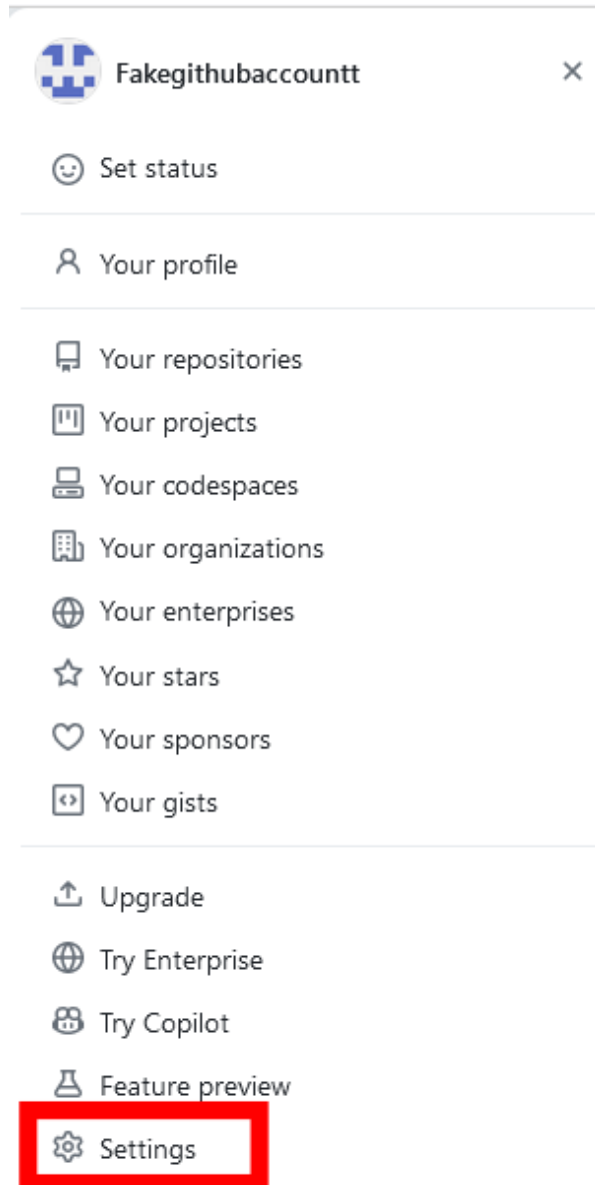 Fakegithubaccountt
Set status
Your profile
Your repositories
Your projects
Your codespaces
Your organizations
Your enterprises
Your stars
Your sponsors
Your gists
Upgrade
Try Enterprise
Try Copilot
Feature preview
Settings